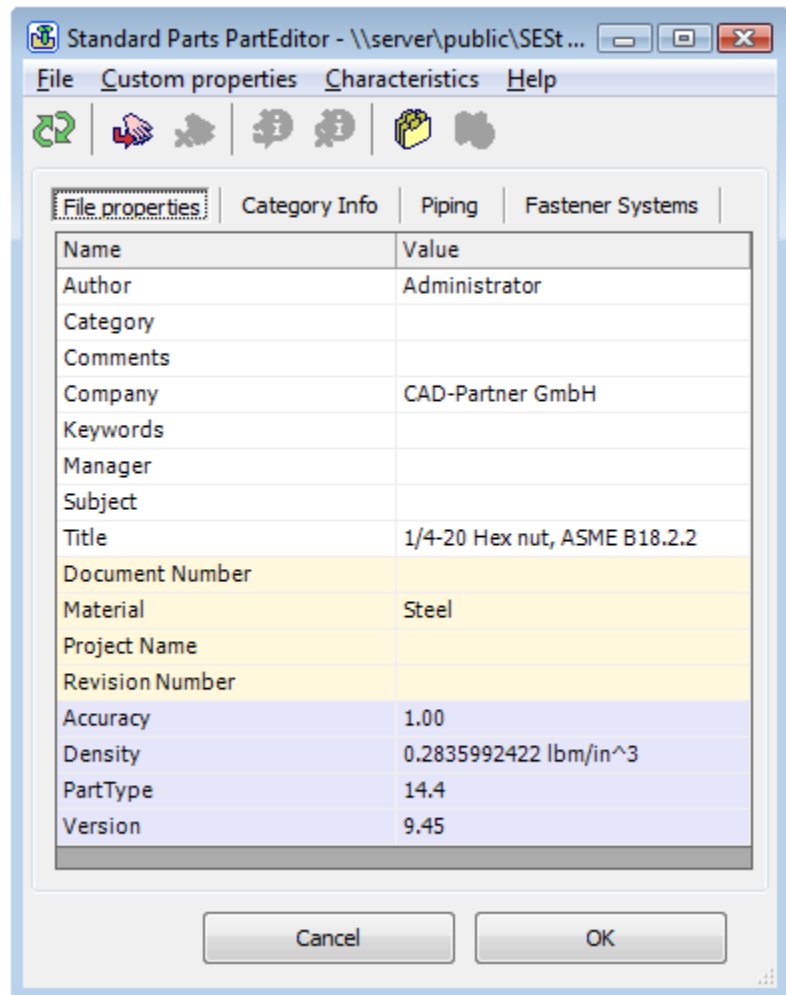 Standard Parts PartEditor - \\server\public\SESt ...
File Custom properties Characteristics Help
File properties Category Info Piping Fastener Systems
Name Value
Author Administrator
Category
Comments
Company CAD-Partner GmbH
Keywords
Manager
Subject
Title 1/4-20 Hex nut, ASME B18.2.2
Document Number
Material Steel
Project Name
Revision Number
Accuracy 1.00
Density 0.2835992422 lbm/in^3
PartType 14.4
Version 9.45
Cancel OK